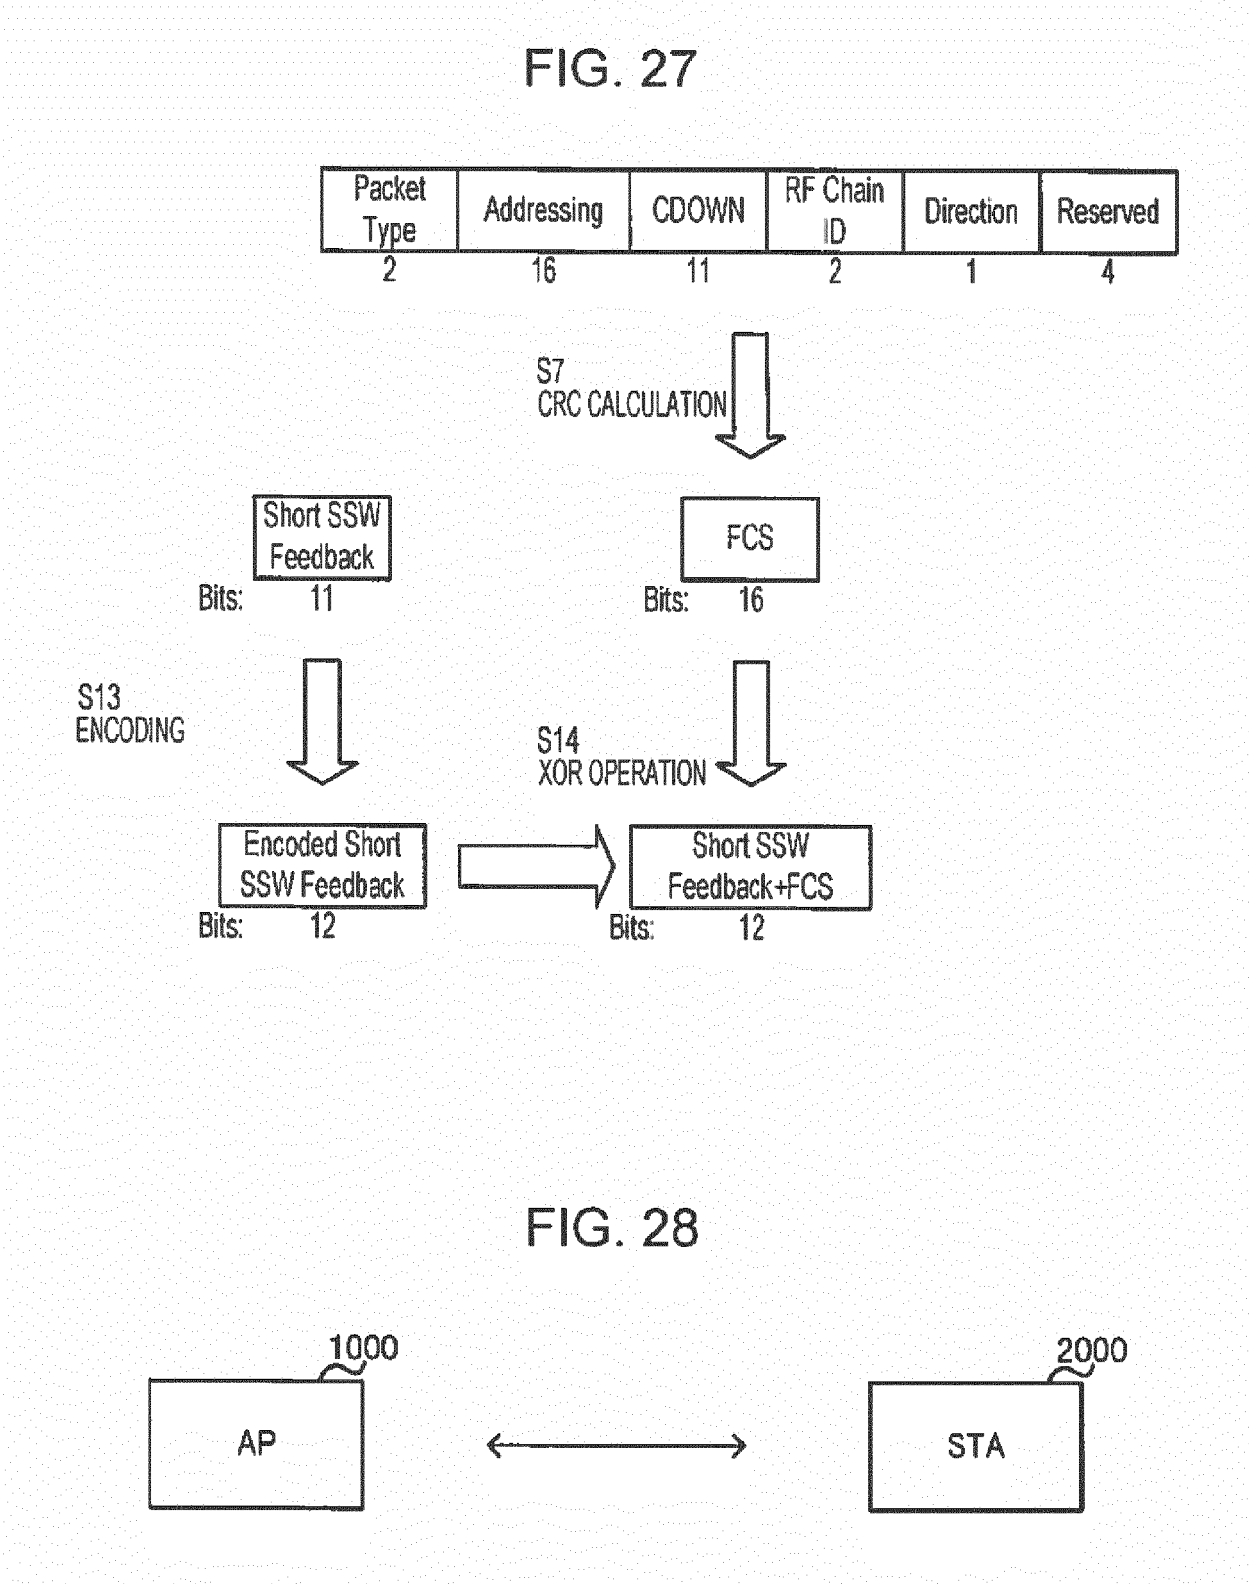 FIG. 27
Packet Type
Addressing
CDOWN
RF Chain ID
Direction
Reserved
2
16
11
2
1
4
S7
CRC CALCULATION
Short SSW
Feedback
FCS
Bits: 11
Bits: 16
S13
ENCODING
S14
XOR OPERATION
Encoded Short
SSW Feedback
Short SSW
Feedback+FCS
Bits: 12
Bits: 12
FIG. 28
1000
2000
AP
STA